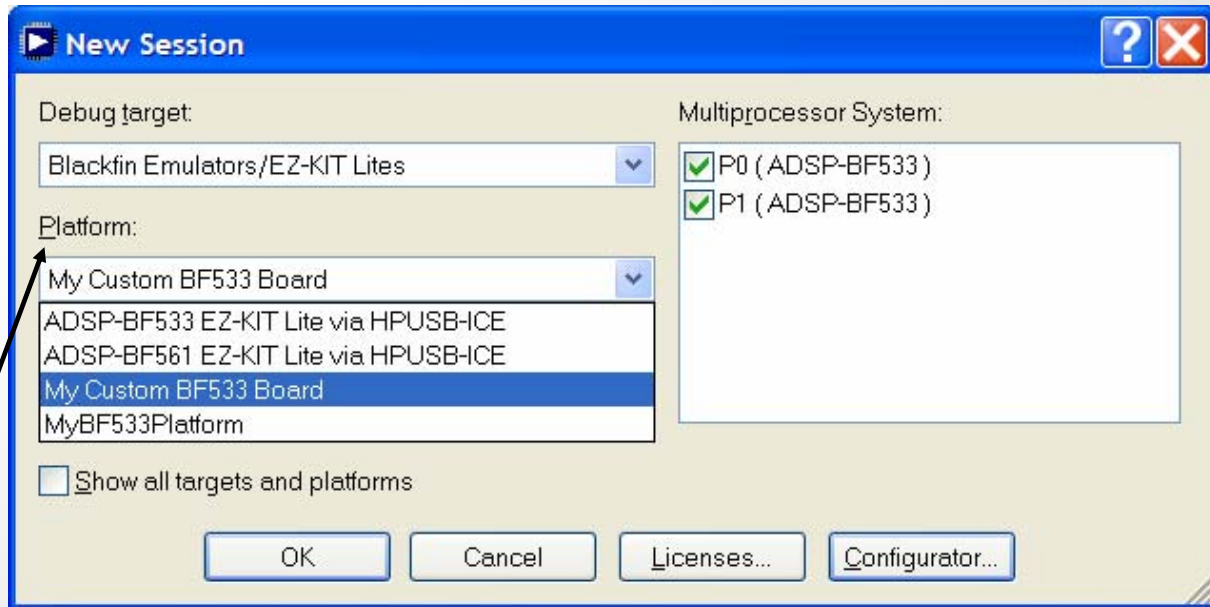 New Session
Debug target:
Blackfin Emulators/EZ-KIT Lites
Platform:
My Custom BF533 Board
ADSP-BF533 EZ-KIT Lite via HPUSB-ICE
ADSP-BF561 EZ-KIT Lite via HPUSB-ICE
My Custom BF533 Board
MyBF533Platform
Show all targets and platforms
Multiprocessor System:
P0 ( ADSP-BF533 )
P1 ( ADSP-BF533 )
OK
Cancel
Licenses...
Configurator...